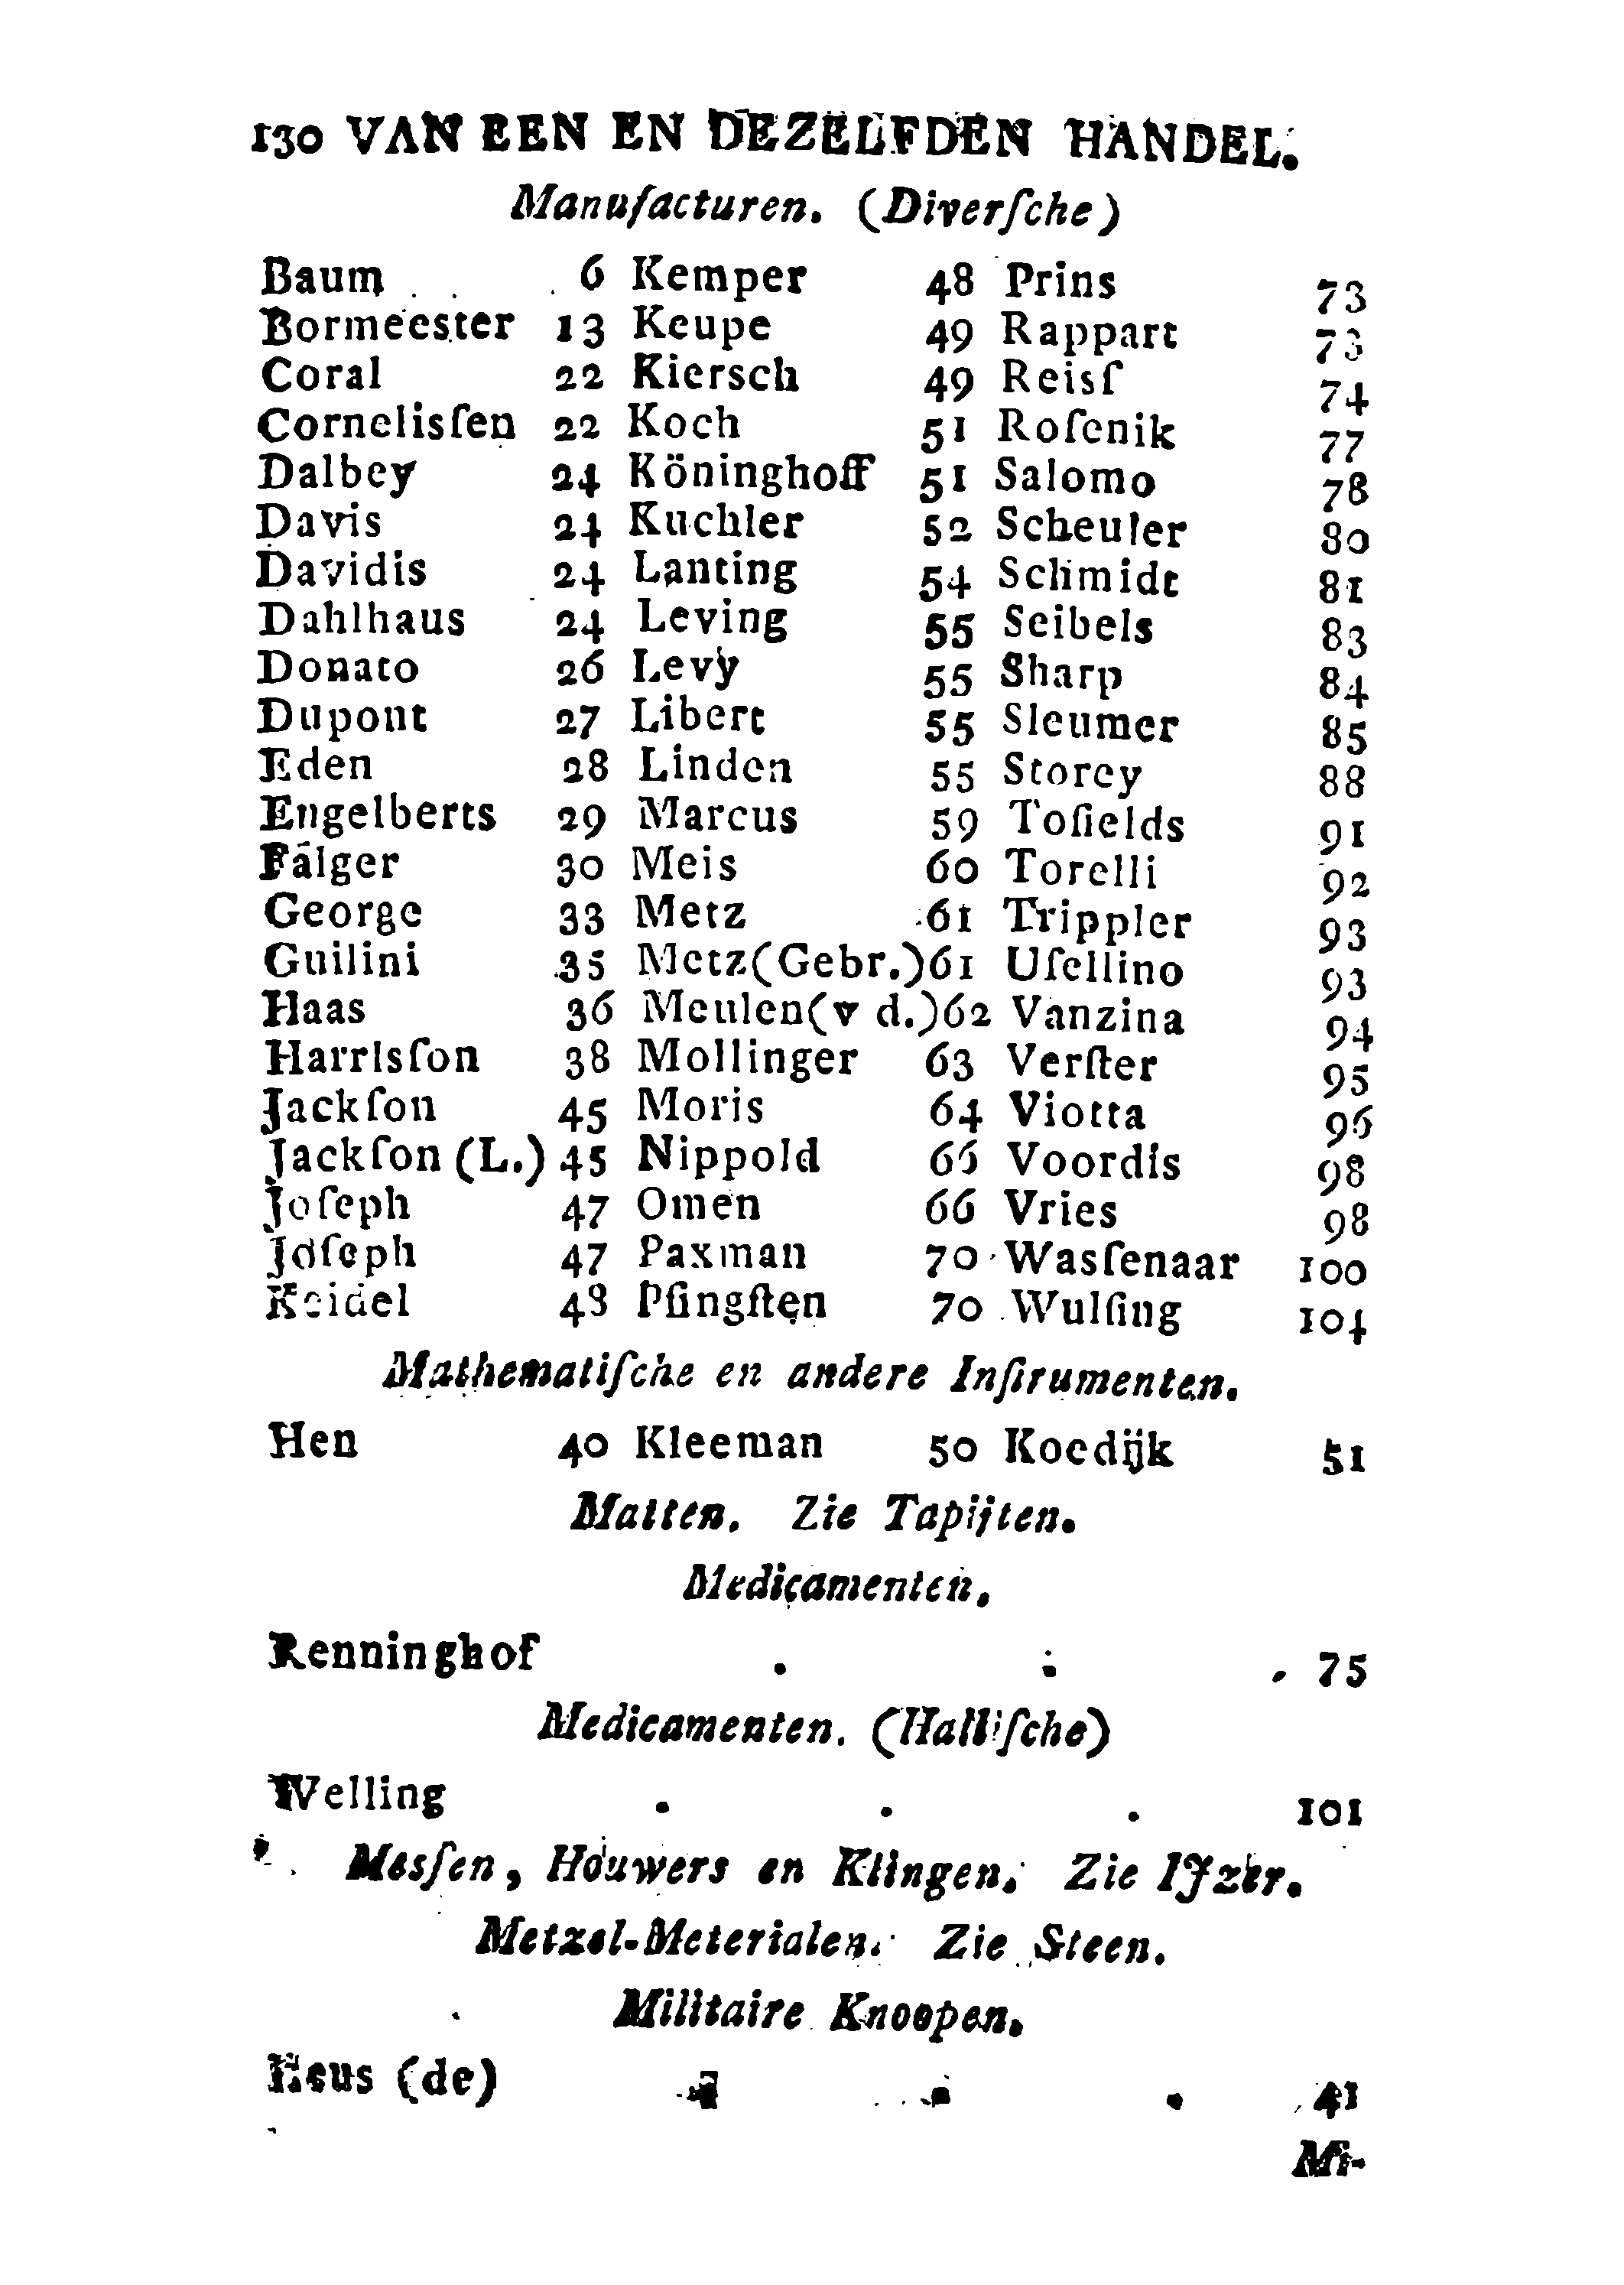 130 VAN EEN EN DEZELFDEN HANDEL.
Manufacturen. (Diverſche)
Baum . . . 6 Kemper 48 Prins 73
Bormeester 13 Keupe 49 Rappart 73
Coral 22 Kiersch 49 Reisſ 74
Cornelisſen 22 Koch 51 Roſenik 77
Dalbey 24 Köninghoff 51 Salomo 78
Davis 24 Kuchler 52 Scheuler 80
Davidis 24 Lanting 54 Schmidt 81
Dahlhaus 24 Leving 55 Seibels 83
Donato 26 Levy 55 Sharp 84
Dupont 27 Libert 55 Sleumer 85
Eden 28 Linden 55 Storey 88
Engelberts 29 Marcus 59 Tofields 91
Fälger 30 Meis 60 Torelli 92
George 33 Metz 61 Trippler 93
Guilini 35 Metz (Gebr.) 61 Uſellino 93
Haas 36 Meulen (v d.) 62 Vanzina 94
Harrisſon 38 Mollinger 63 Verſter 95
Jackſon 45 Moris 64 Viotta 96
Jackſon (L.) 45 Nippold 66 Voordis 98
Joſeph 47 Omen 66 Vries 98
Joſeph 47 Paxman 70 Wasſenaar 100
Keidel 48 Pfingſten 70 Wulfing 104
Mathematiſche en andere Inſtrumenten.
Hen 40 Kleeman 50 Koedijk 51
Matten. Zie Tapijten.
Medicamenten.
Renninghof . . . 75
Medicamenten. (Halliſche)
Welling . . . 101
Mesſen, Houwers en Klingen. Zie IJzer.
Metzel-Meterialen. Zie Steen.
Militaire Knoopen.
Heus (de) . . . 41
Mi-